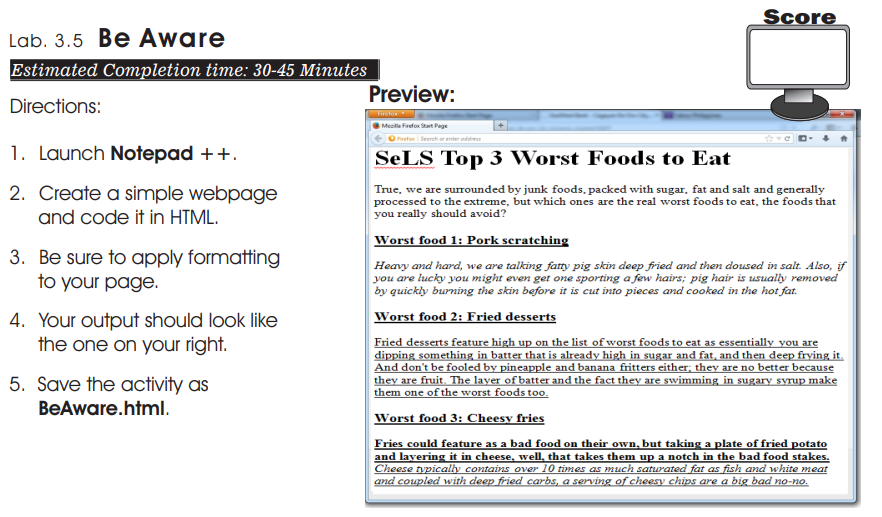 Score
Lab. 3.5 Be Aware
Estimated Completion time: 30-45 Minutes
Directions:
1. Launch Notepad ++.
2. Create a simple webpage
and code it in HTML.
3. Be sure to apply formatting
to your page.
4. Your output should look like
the one on your right.
5. Save the activity as
BeAware.html.
Preview:
Firefox
Mozilla Firefox Start Page
Firefox Search or enter address
SeLS Top 3 Worst Foods to Eat
True, we are surrounded by junk foods, packed with sugar, fat and salt and generally
processed to the extreme, but which ones are the real worst foods to eat, the foods that
you really should avoid?
Worst food 1: Pork scratching
Heavy and hard, we are talking fatty pig skin deep fried and then doused in salt. Also, if
you are lucky you might even get one sporting a few hairs; pig hair is usually removed
by quickly burning the skin before it is cut into pieces and cooked in the hot fat.
Worst food 2: Fried desserts
Fried desserts feature high up on the list of worst foods to eat as essentially you are
dipping something in batter that is already high in sugar and fat, and then deep frying it.
And don't be fooled by pineapple and banana fritters either; they are no better because
they are fruit. The layer of batter and the fact they are swimming in sugary syrup make
them one of the worst foods too.
Worst food 3: Cheesy fries
Fries could feature as a bad food on their own, but taking a plate of fried potato
and layering it in cheese, well, that takes them up a notch in the bad food stakes.
Cheese typically contains over 10 times as much saturated fat as fish and white meat
and coupled with deep fried carbs, a serving of cheesy chips are a big bad no-no.